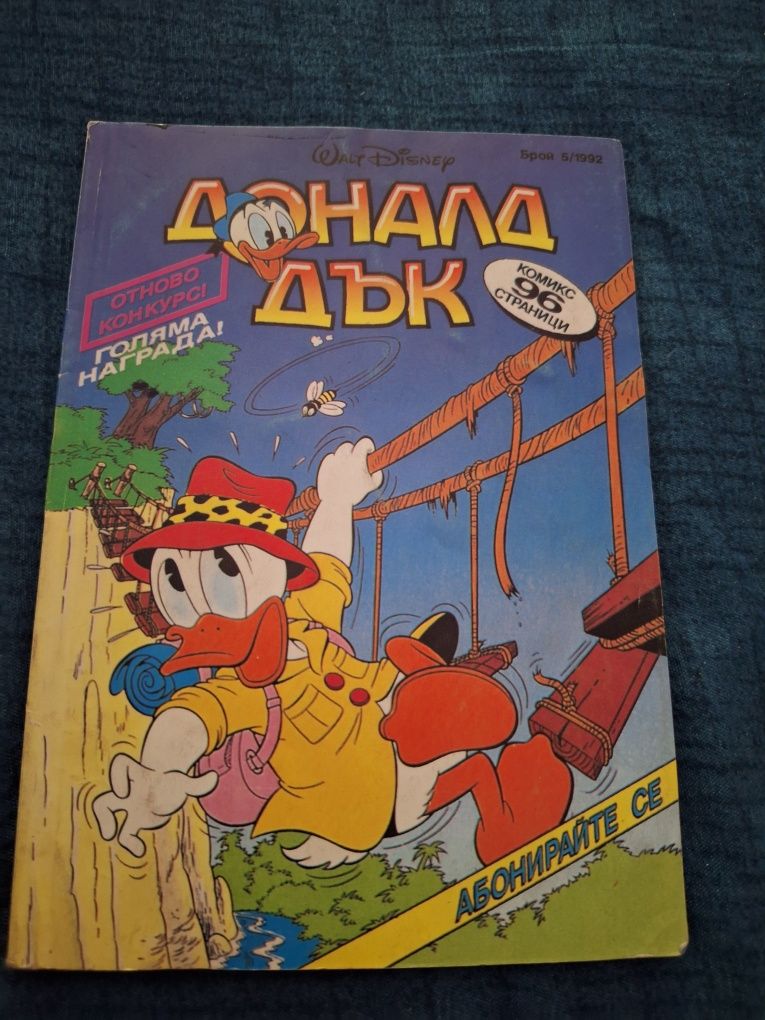 Walt Disney
Брой 5/1992
ДОНАЛД
ДЪК
КОМИКС
96
СТРАНИЦИ
ОТНОВО
КОНКУРС!
ГОЛЯМА
НАГРАДА!
АБОНИРАЙТЕ СЕ